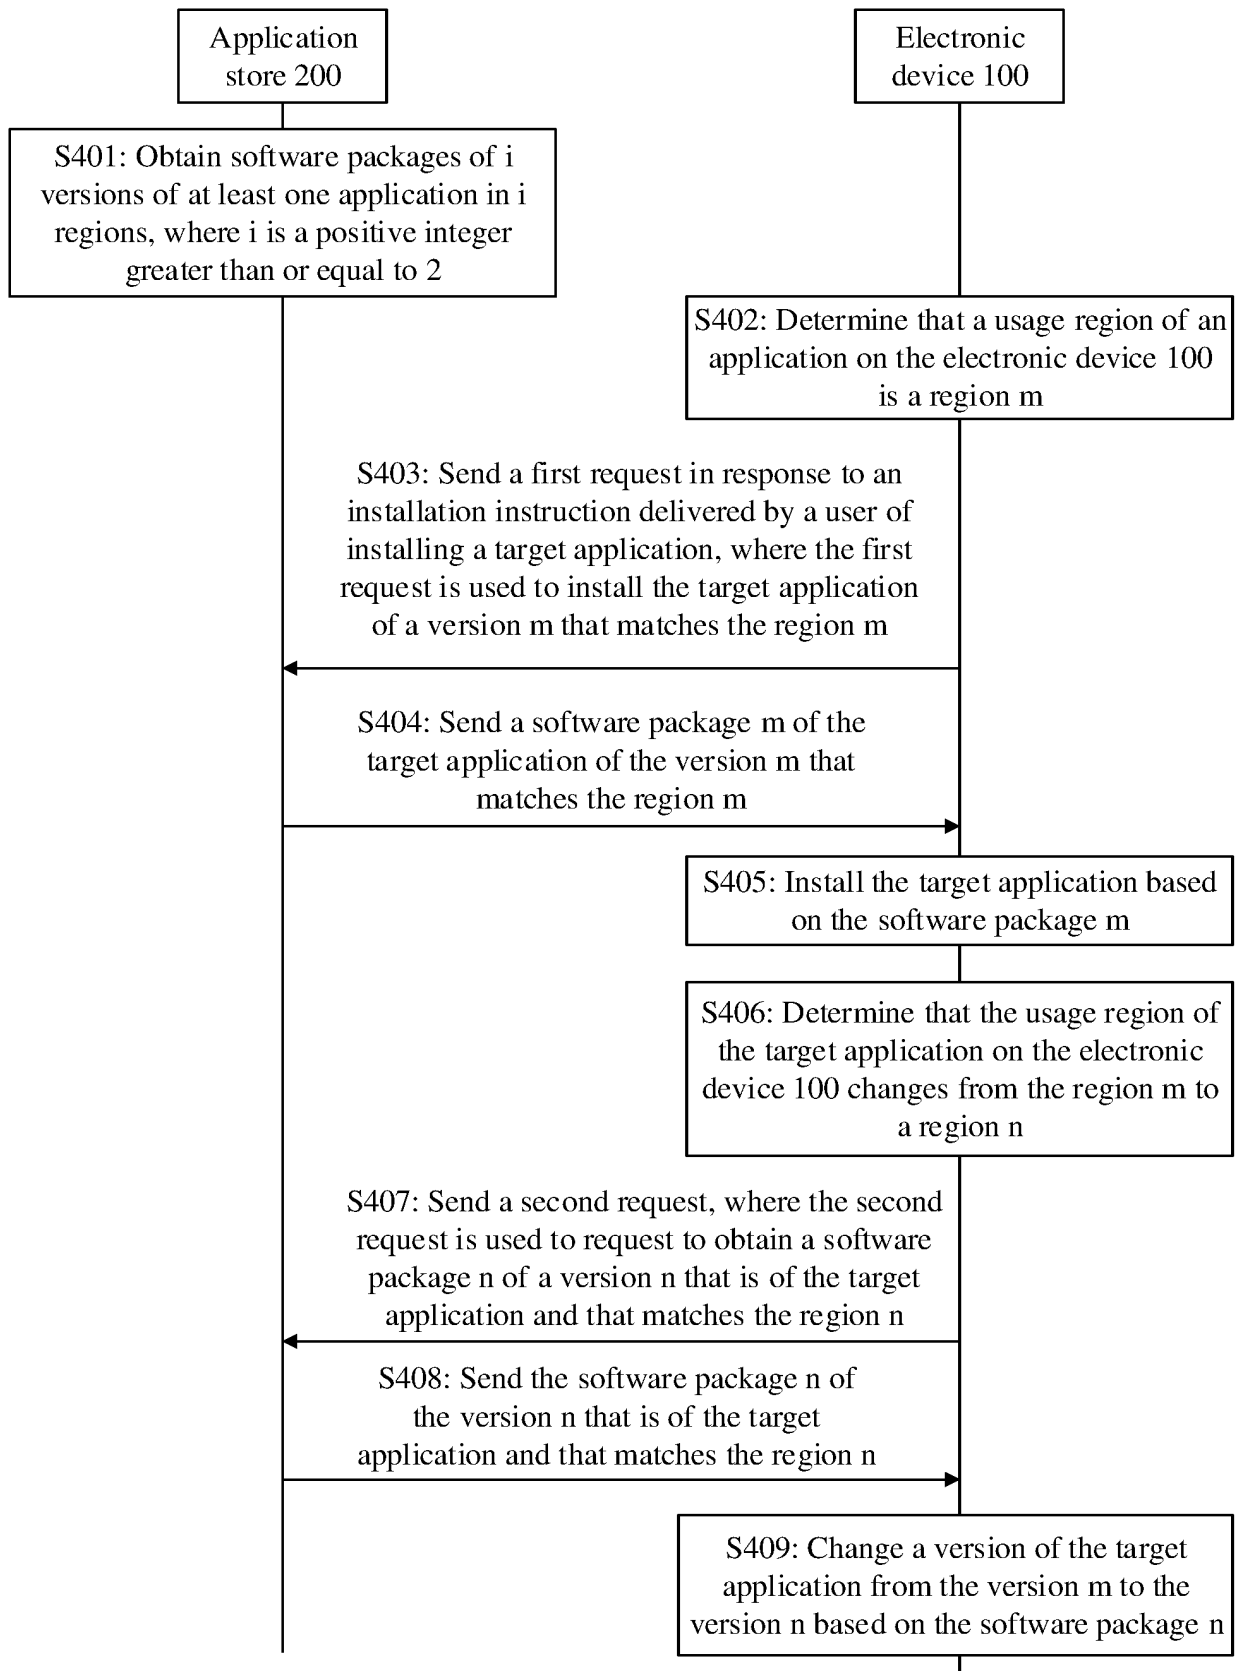 Application
store 200
Electronic
device 100
S401: Obtain software packages of i
versions of at least one application in i
regions, where i is a positive integer
greater than or equal to 2
S402: Determine that a usage region of an
application on the electronic device 100
is a region m
S403: Send a first request in response to an
installation instruction delivered by a user of
installing a target application, where the first
request is used to install the target application
of a version m that matches the region m
S404: Send a software package m of the
target application of the version m that
matches the region m
S405: Install the target application based
on the software package m
S406: Determine that the usage region of
the target application on the electronic
device 100 changes from the region m to
a region n
S407: Send a second request, where the second
request is used to request to obtain a software
package n of a version n that is of the target
application and that matches the region n
S408: Send the software package n of
the version n that is of the target
application and that matches the region n
S409: Change a version of the target
application from the version m to the
version n based on the software package n